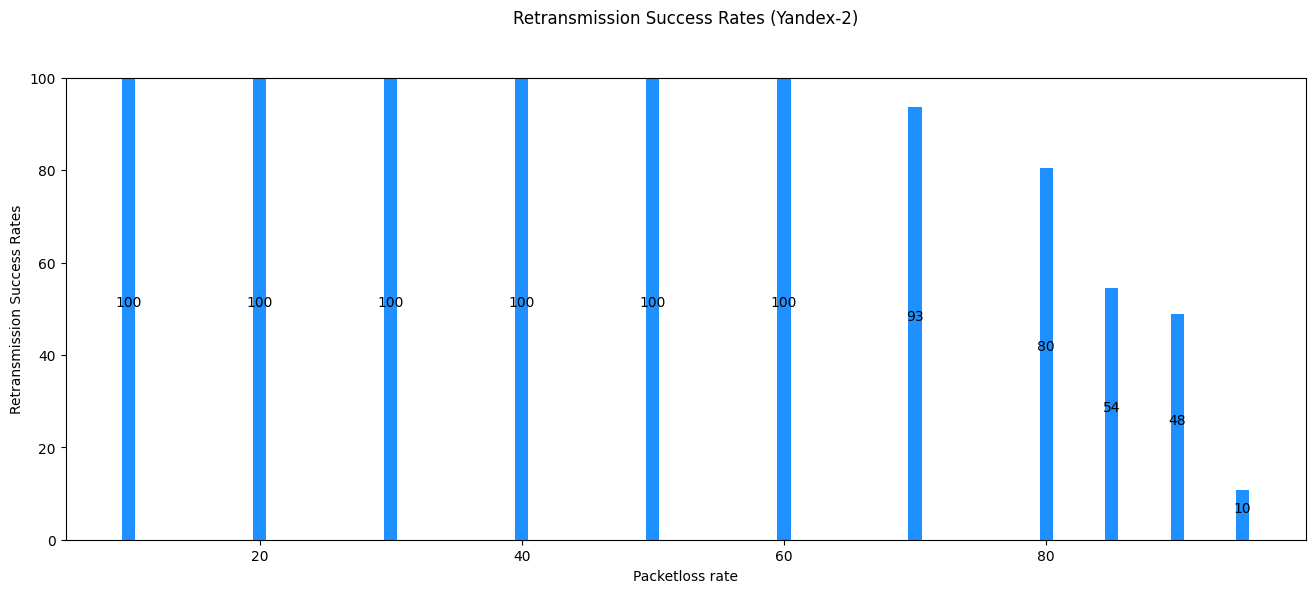 Retransmission Success Rates (Yandex-2)
100
80
60
40
20
0
Retransmission Success Rates
100 100 100 100 100 100 93 80 54 48 10
20 40 60 80
Packetloss rate